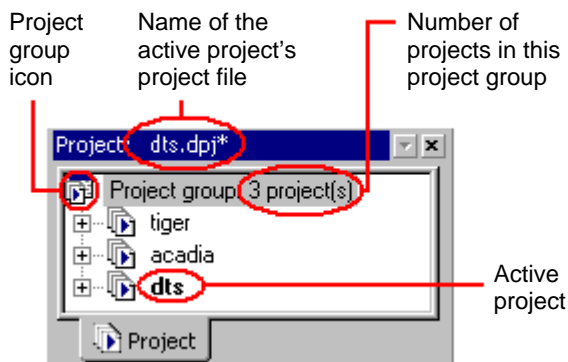 Project
group
icon
Name of the
active project's
project file
Number of
projects in this
project group
Project: dts.dpj*
Project group 3 project(s)
tiger
acadia
dts
Active
project
Project